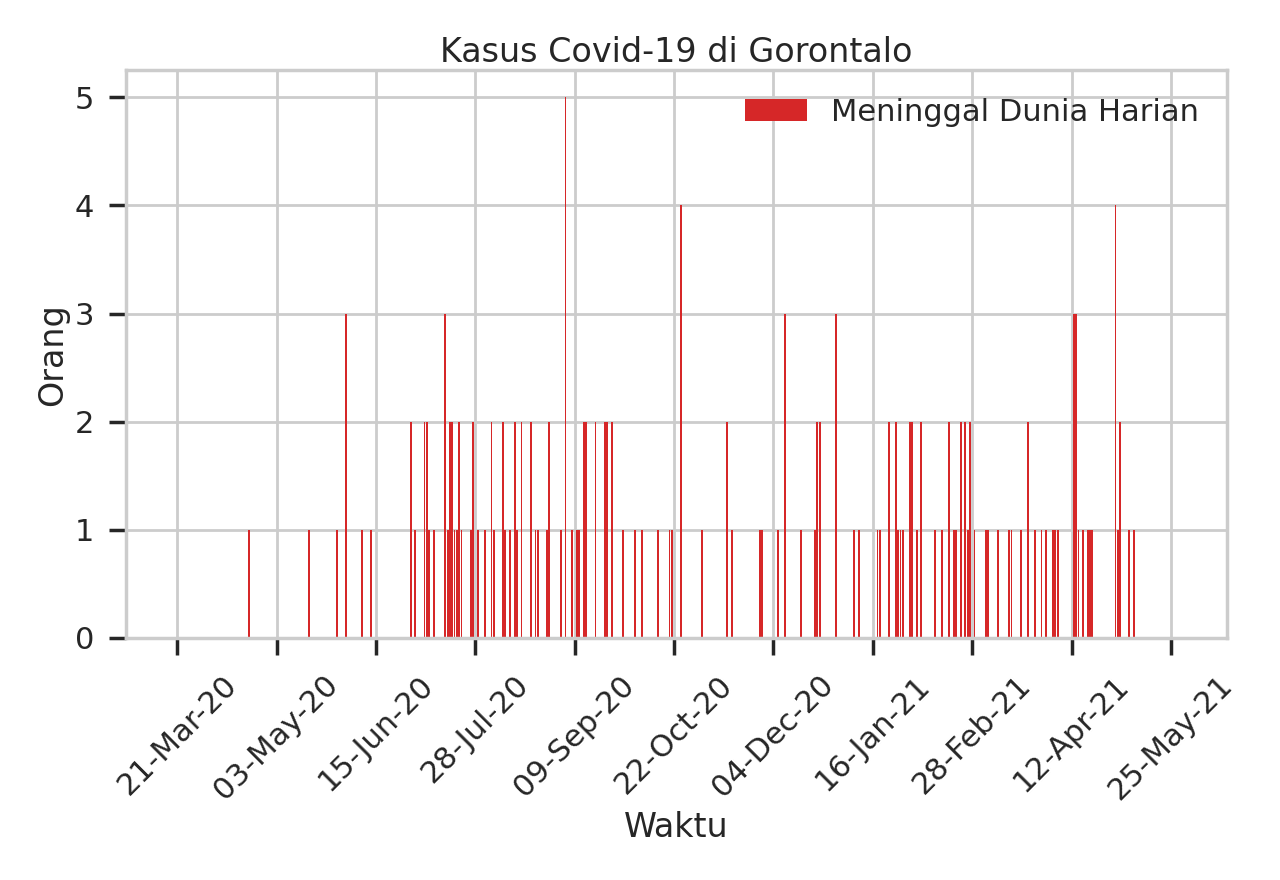 Kasus Covid-19 di Gorontalo
Meninggal Dunia Harian
5
4
3
2
1
0
Orang
21-Mar-20
03-May-20
15-Jun-20
28-Jul-20
09-Sep-20
22-Oct-20
04-Dec-20
16-Jan-21
28-Feb-21
12-Apr-21
25-May-21
Waktu